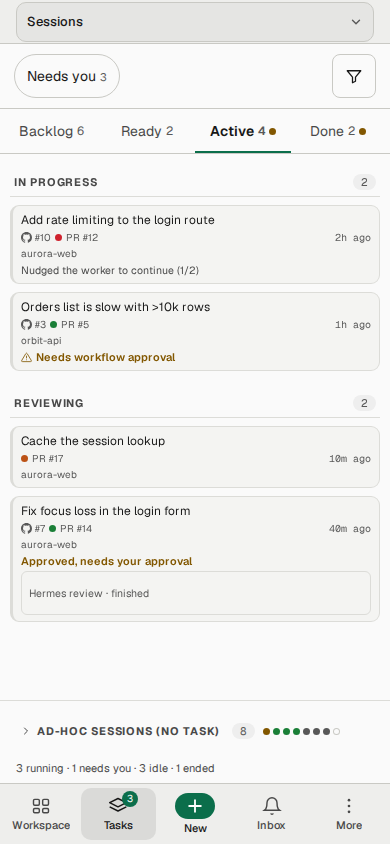 Sessions
Needs you 3
Backlog 6
Ready 2
Active 4
Done 2
IN PROGRESS 2
Add rate limiting to the login route
#10 PR #12 2h ago
aurora-web
Nudged the worker to continue (1/2)
Orders list is slow with >10k rows
#3 PR #5 1h ago
orbit-api
Needs workflow approval
REVIEWING 2
Cache the session lookup
PR #17 10m ago
aurora-web
Fix focus loss in the login form
#7 PR #14 40m ago
aurora-web
Approved, needs your approval
Hermes review · finished
AD-HOC SESSIONS (NO TASK) 8
3 running · 1 needs you · 3 idle · 1 ended
3
Workspace
Tasks
New
Inbox
More